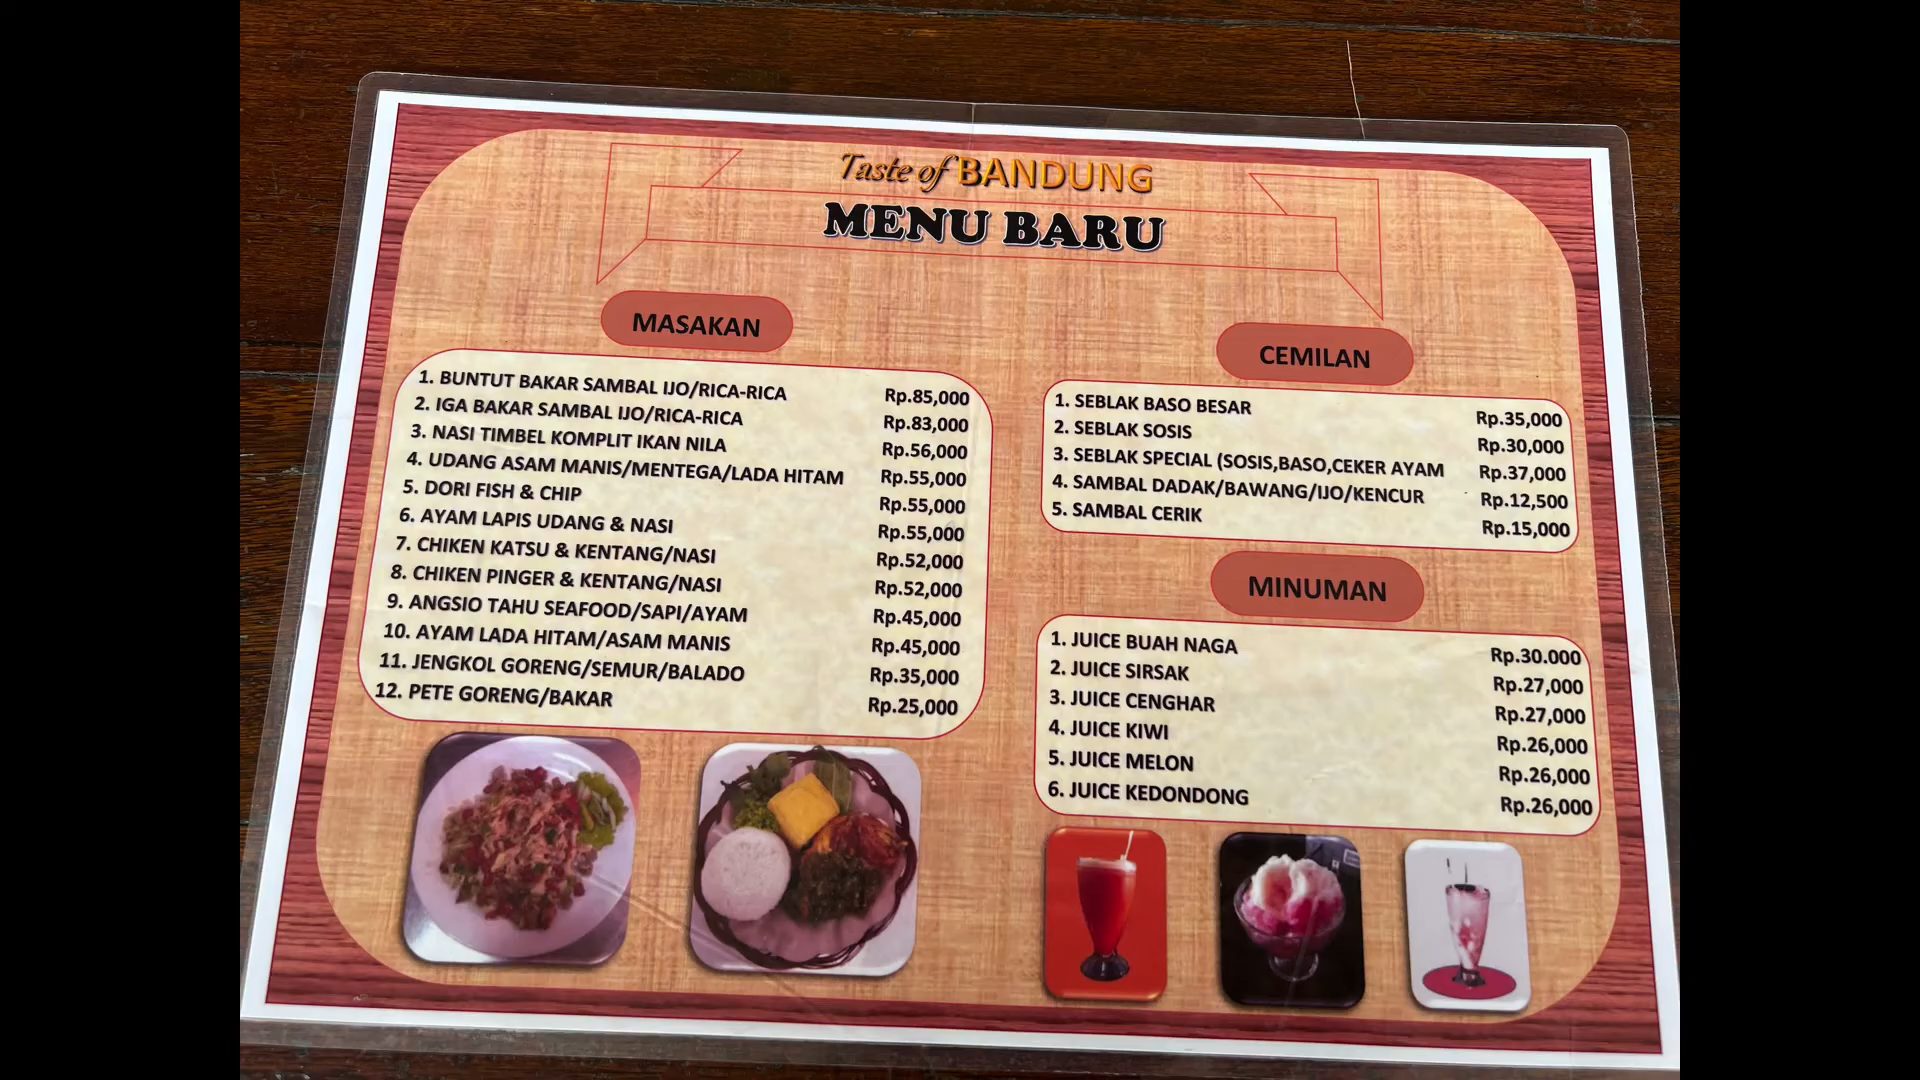 Taste of BANDUNG
MENU BARU
MASAKAN
1. BUNTUT BAKAR SAMBAL IJO/RICA-RICA Rp.85,000
2. IGA BAKAR SAMBAL IJO/RICA-RICA Rp.83,000
3. NASI TIMBEL KOMPLIT IKAN NILA Rp.56,000
4. UDANG ASAM MANIS/MENTEGA/LADA HITAM Rp.55,000
5. DORI FISH & CHIP Rp.55,000
6. AYAM LAPIS UDANG & NASI Rp.55,000
7. CHIKEN KATSU & KENTANG/NASI Rp.52,000
8. CHIKEN PINGER & KENTANG/NASI Rp.52,000
9. ANGSIO TAHU SEAFOOD/SAPI/AYAM Rp.45,000
10. AYAM LADA HITAM/ASAM MANIS Rp.45,000
11. JENGKOL GORENG/SEMUR/BALADO Rp.35,000
12. PETE GORENG/BAKAR Rp.25,000
CEMILAN
1. SEBLAK BASO BESAR Rp.35,000
2. SEBLAK SOSIS Rp.30,000
3. SEBLAK SPECIAL (SOSIS,BASO,CEKER AYAM Rp.37,000
4. SAMBAL DADAK/BAWANG/IJO/KENCUR Rp.12,500
5. SAMBAL CERIK Rp.15,000
MINUMAN
1. JUICE BUAH NAGA Rp.30.000
2. JUICE SIRSAK Rp.27,000
3. JUICE CENGHAR Rp.27,000
4. JUICE KIWI Rp.26,000
5. JUICE MELON Rp.26,000
6. JUICE KEDONDONG Rp.26,000